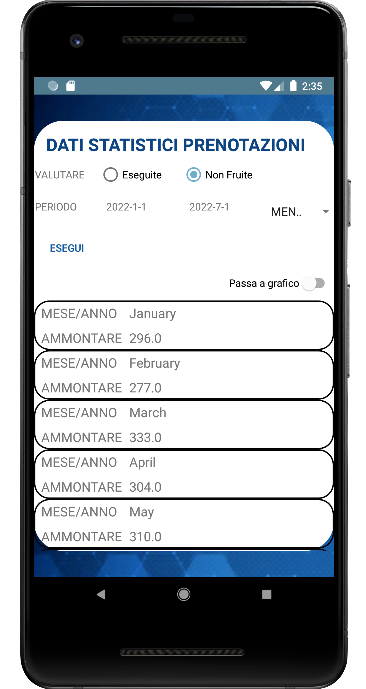 2:35
DATI STATISTICI PRENOTAZIONI
VALUTARE Eseguite Non Fruite
PERIODO 2022-1-1 2022-7-1 MEN..
ESEGUI
Passa a grafico
MESE/ANNO January
AMMONTARE 296.0
MESE/ANNO February
AMMONTARE 277.0
MESE/ANNO March
AMMONTARE 333.0
MESE/ANNO April
AMMONTARE 304.0
MESE/ANNO May
AMMONTARE 310.0